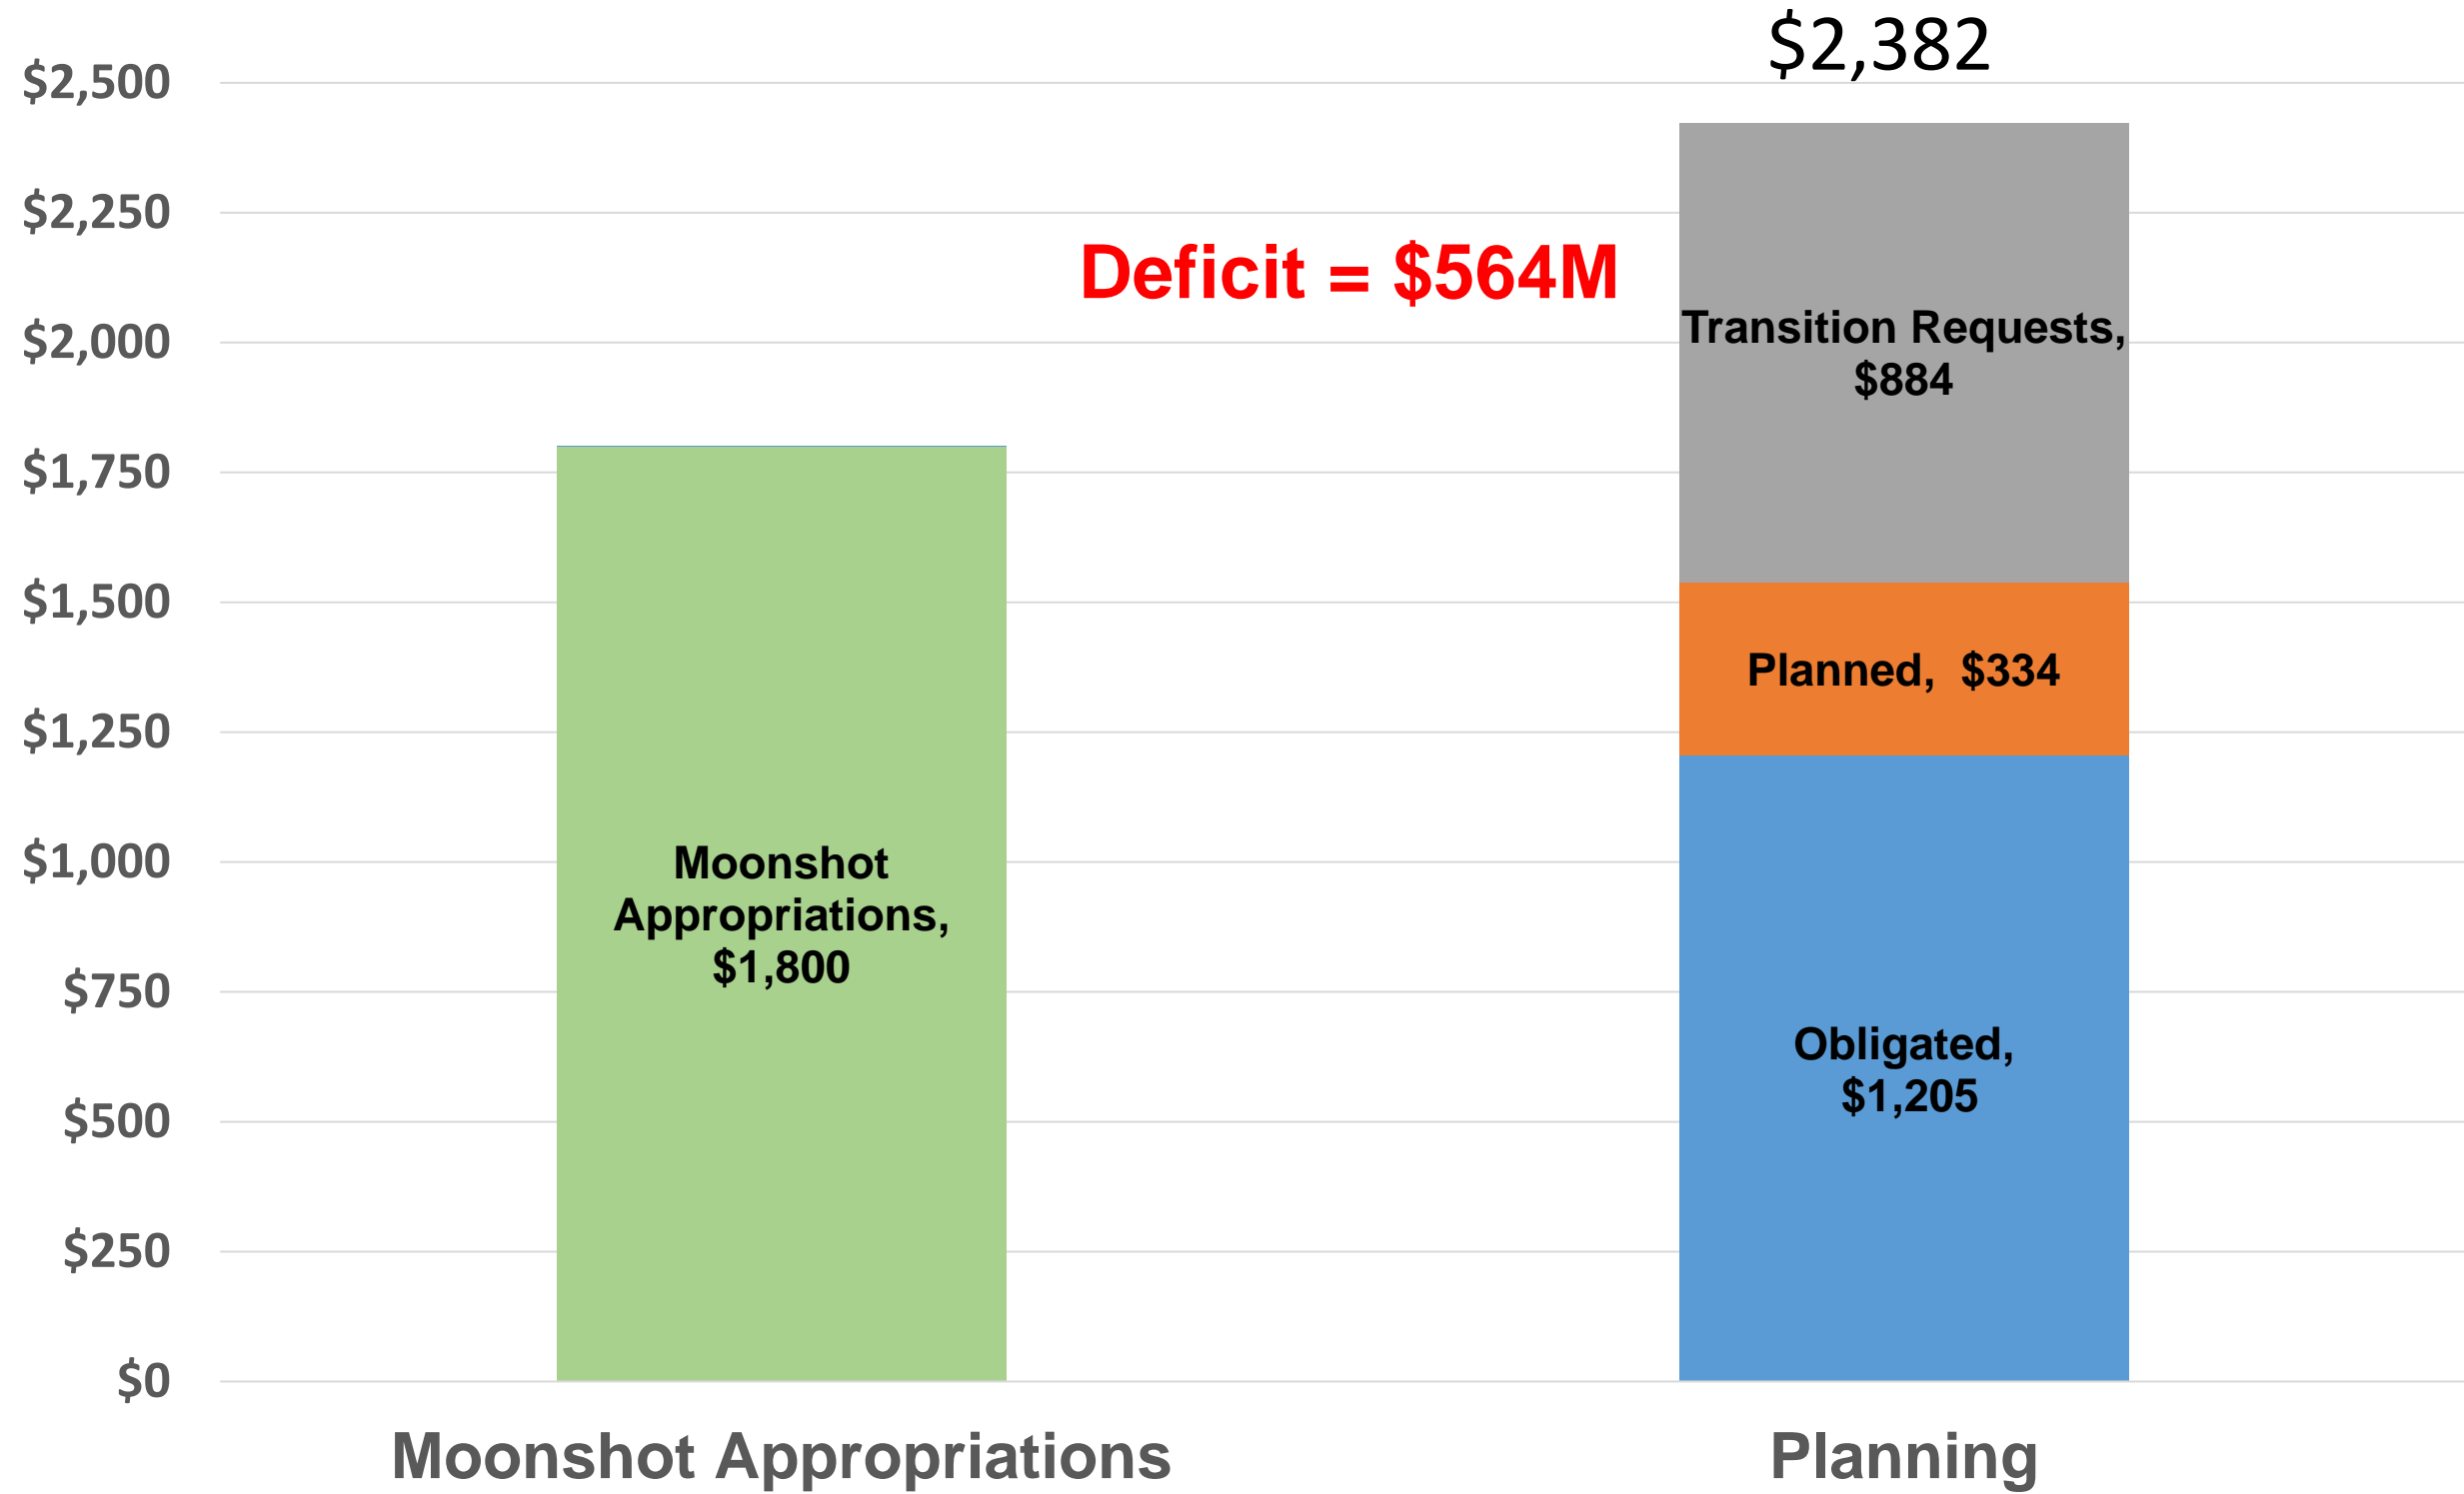 $2,382
$2,500
$2,250
Deficit = $564M
$2,000
Transition Requests,
$884
$1,750
$1,500
Planned,  $334
$1,250
$1,000
Moonshot
Appropriations,
$1,800
$750
Obligated,
$1,205
$500
$250
$0
Moonshot Appropriations
Planning